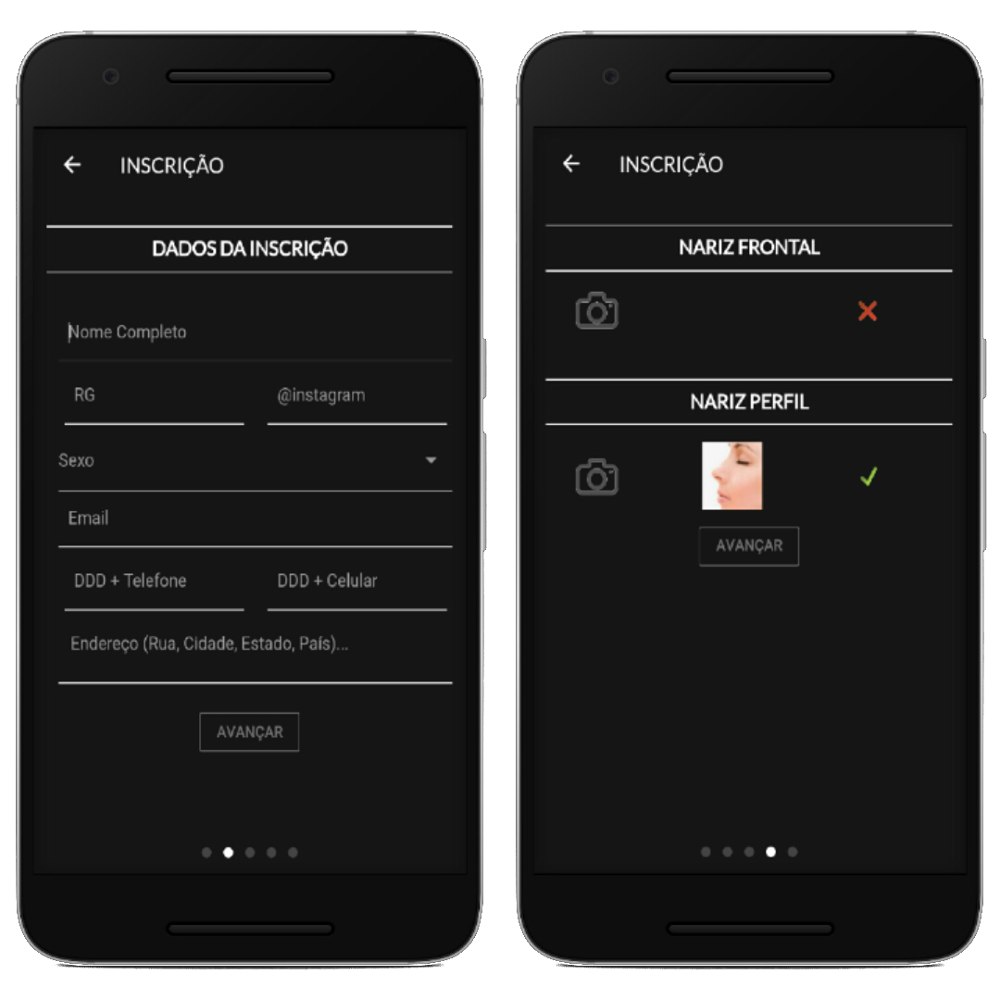 INSCRIÇÃO
DADOS DA INSCRIÇÃO
Nome Completo
RG
@instagram
Sexo
Email
DDD + Telefone
DDD + Celular
Endereço (Rua, Cidade, Estado, País)...
AVANÇAR
INSCRIÇÃO
NARIZ FRONTAL
NARIZ PERFIL
AVANÇAR